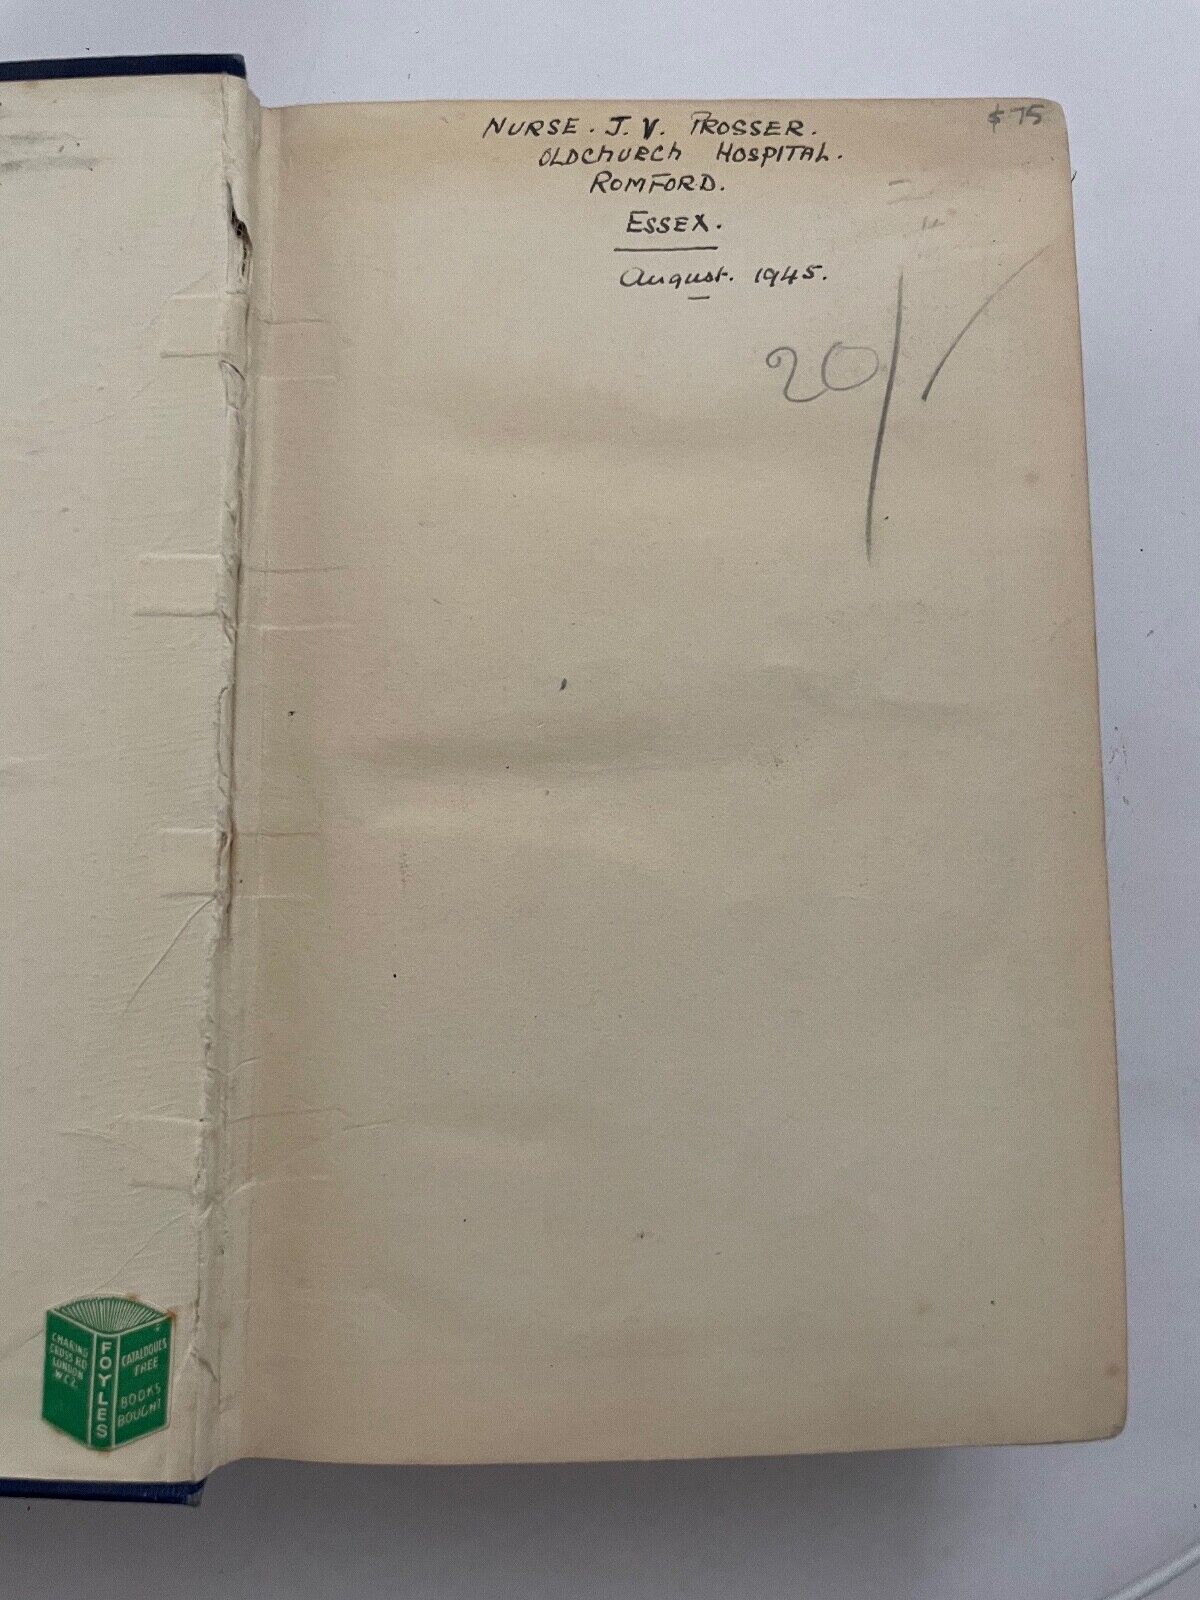 NURSE. J. V. PROSSER.
OLDCHURCH HOSPITAL.
ROMFORD.
ESSEX.
August. 1945.
$75
20/
CHARING
CROSS RD
LONDON
W.C.2.
FOYLES
CATALOGUES
FREE
BOOKS
BOUGHT